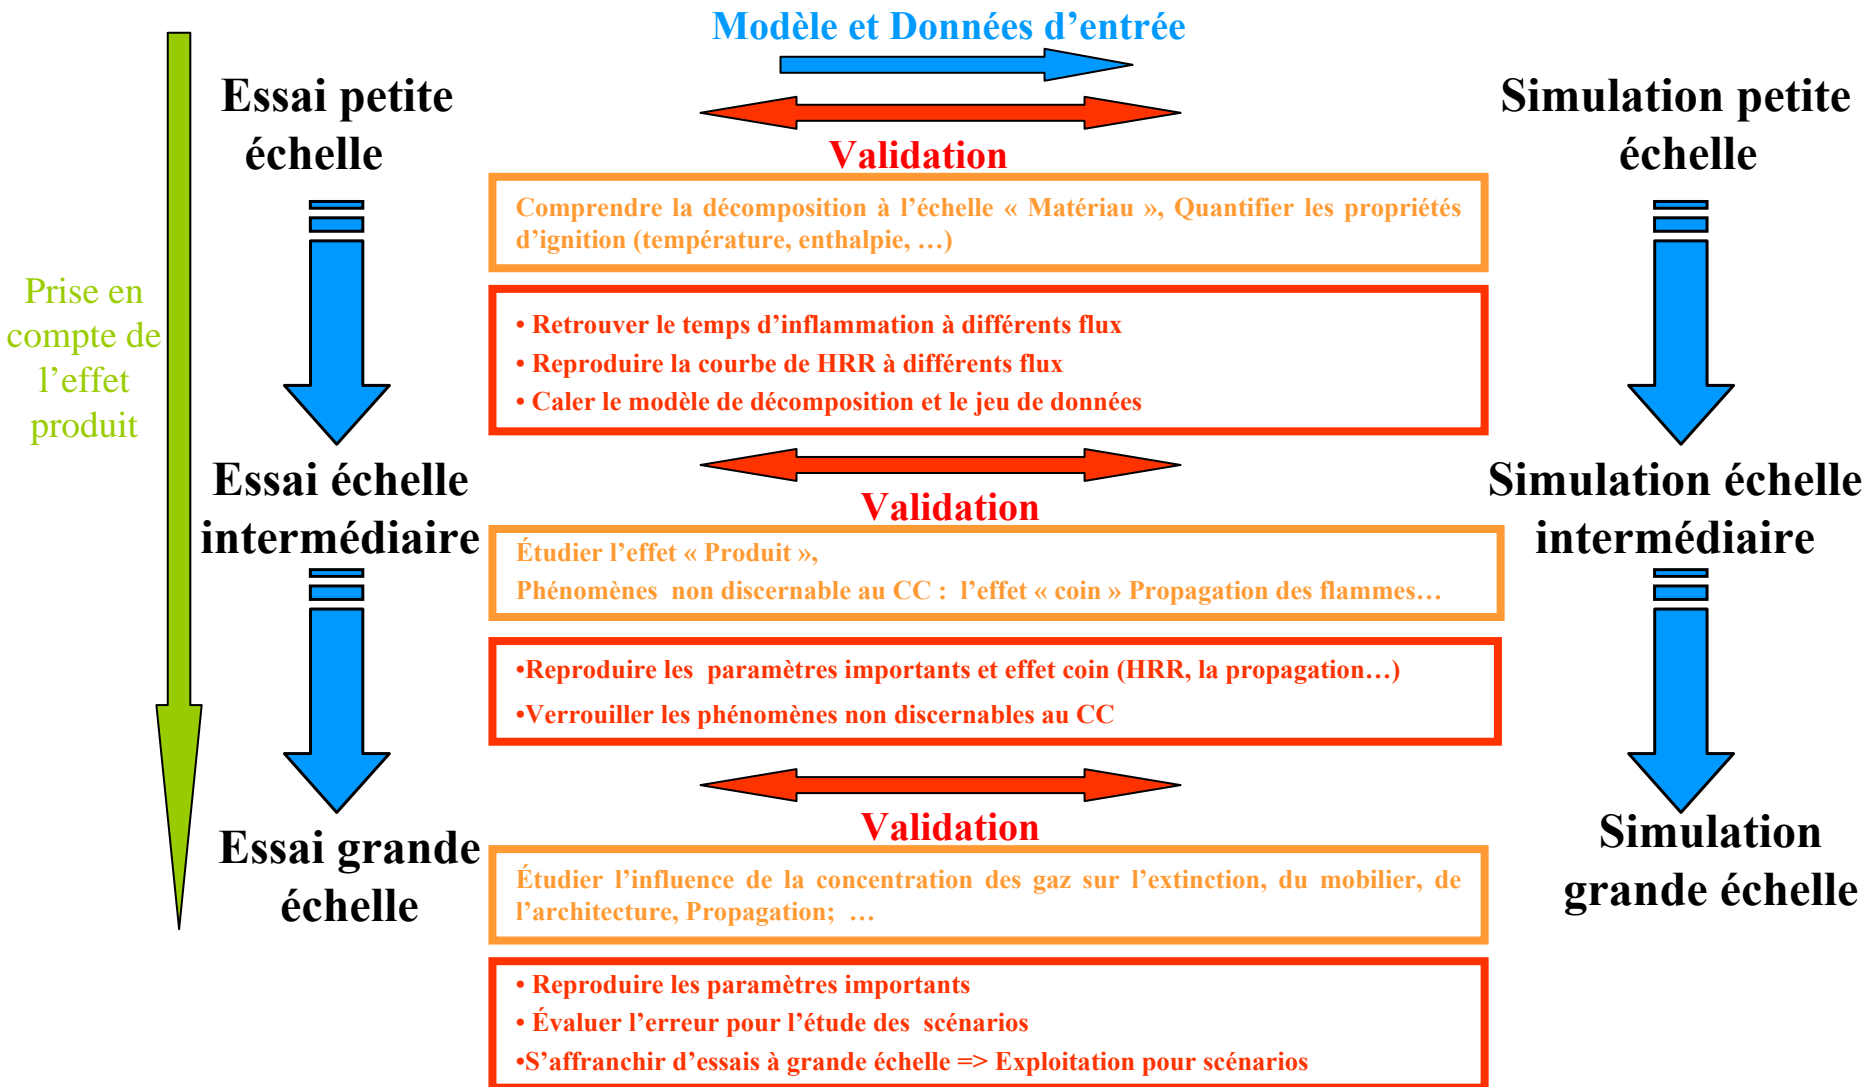 Modèle et Données d’entrée
Essai petite
échelle
Simulation petite
échelle
Validation
Comprendre la décomposition à l’échelle « Matériau », Quantifier les propriétés
d’ignition (température, enthalpie, …)
Prise en
compte de
l’effet
produit
• Retrouver le temps d’inflammation à différents flux
• Reproduire la courbe de HRR à différents flux
• Caler le modèle de décomposition et le jeu de données
Essai échelle
intermédiaire
Simulation échelle
intermédiaire
Validation
Étudier l’effet « Produit »,
Phénomènes non discernable au CC : l’effet « coin » Propagation des flammes…
•Reproduire les paramètres importants et effet coin (HRR, la propagation…)
•Verrouiller les phénomènes non discernables au CC
Essai grande
échelle
Simulation
grande échelle
Validation
Étudier l’influence de la concentration des gaz sur l’extinction, du mobilier, de
l’architecture, Propagation; …
• Reproduire les paramètres importants
• Évaluer l’erreur pour l’étude des scénarios
•S’affranchir d’essais à grande échelle => Exploitation pour scénarios